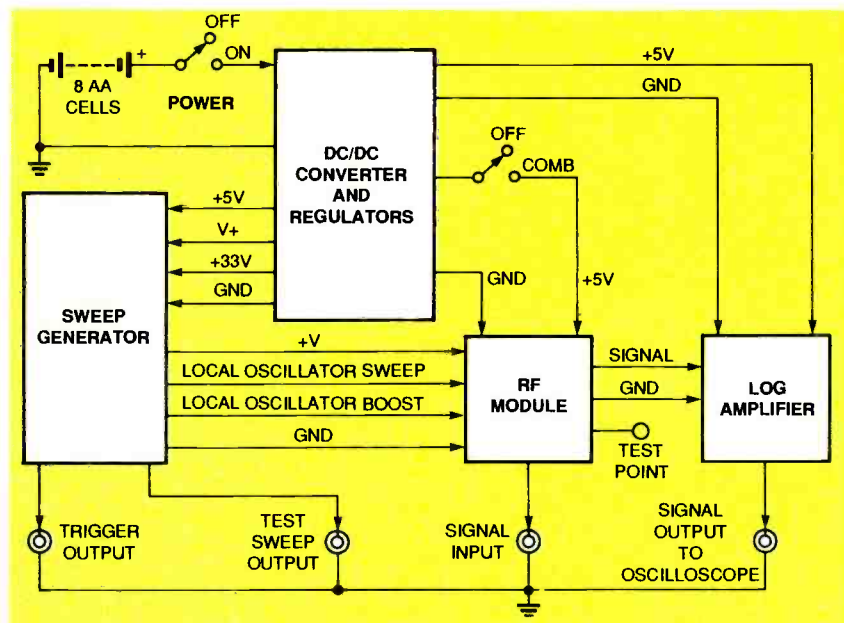 OFF
+
ON
8 AA
CELLS
POWER
DC/DC
CONVERTER
AND
REGULATORS
+5V
GND
OFF
COMB
+5V
V+
+33V
GND
GND
+5V
SWEEP
GENERATOR
+V
LOCAL OSCILLATOR SWEEP
LOCAL OSCILLATOR BOOST
GND
RF
MODULE
SIGNAL
GND
TEST
POINT
LOG
AMPLIFIER
TRIGGER
OUTPUT
TEST
SWEEP
OUTPUT
SIGNAL
INPUT
SIGNAL
OUTPUT
TO
OSCILLOSCOPE